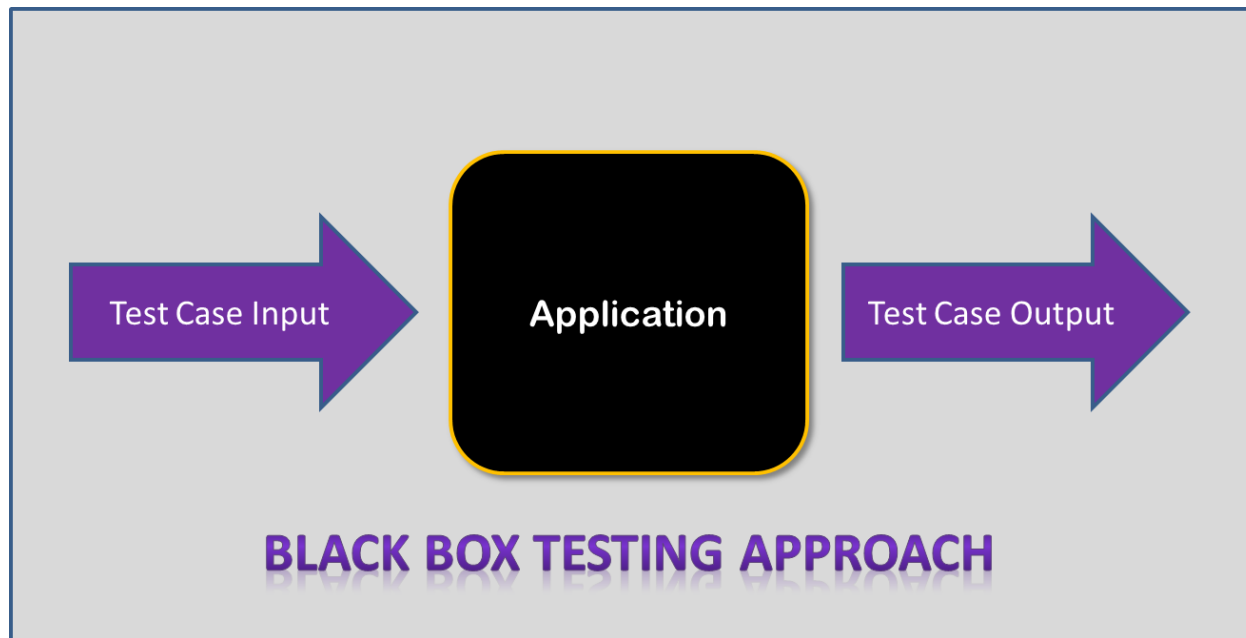 Test Case Input
Application
Test Case Output
BLACK BOX TESTING APPROACH